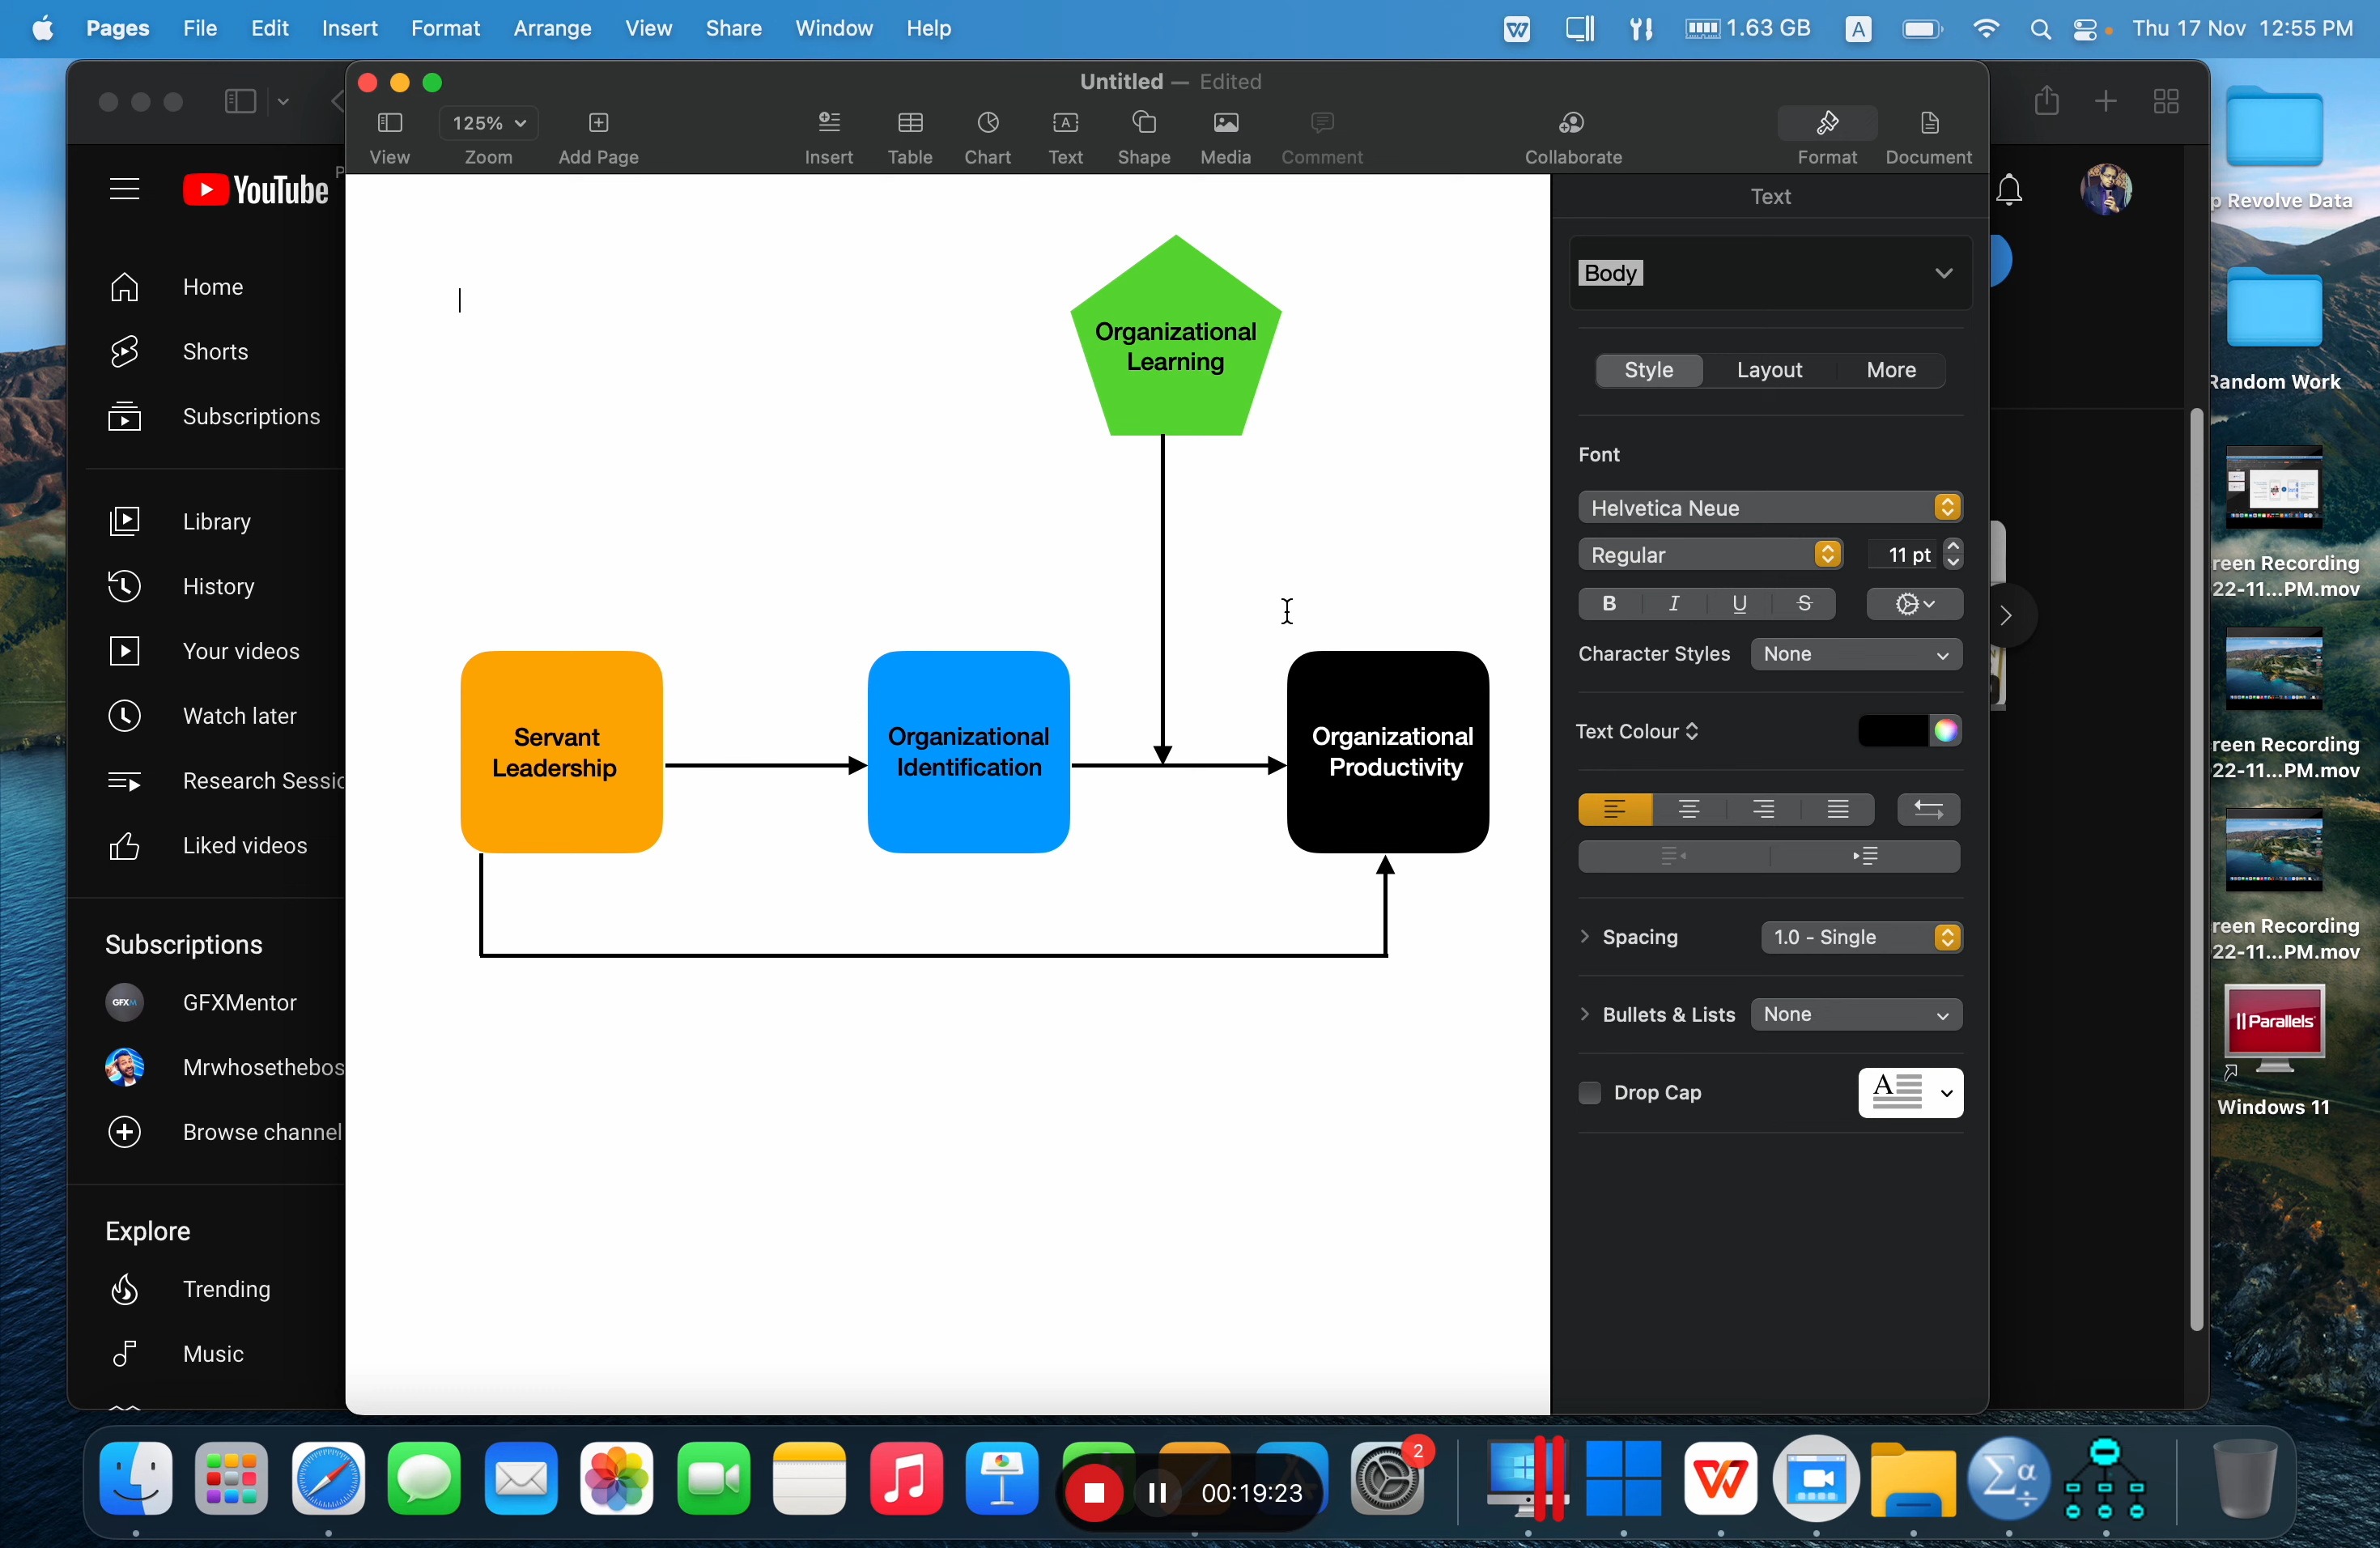 Pages File Edit Insert Format Arrange View Share Window Help
1.63 GB A Thu 17 Nov 12:55 PM
Untitled — Edited
125%
View Zoom Add Page Insert Table Chart Text Shape Media Comment Collaborate Format Document
YouTube
Home
Shorts
Subscriptions
Library
History
Your videos
Watch later
Research Sessic
Liked videos
Subscriptions
GFXM
GFXMentor
Mrwhosethebos
Browse channel
Explore
Trending
Music
Organizational
Learning
Servant
Leadership
Organizational
Identification
Organizational
Productivity
Text
Body
Style Layout More
Font
Helvetica Neue
Regular 11 pt
B I U S
Character Styles None
Text Colour
Spacing 1.0 - Single
Bullets & Lists None
Drop Cap A
p Revolve Data
Random Work
reen Recording
22-11...PM.mov
reen Recording
22-11...PM.mov
reen Recording
22-11...PM.mov
Parallels
Windows 11
00:19:23
2